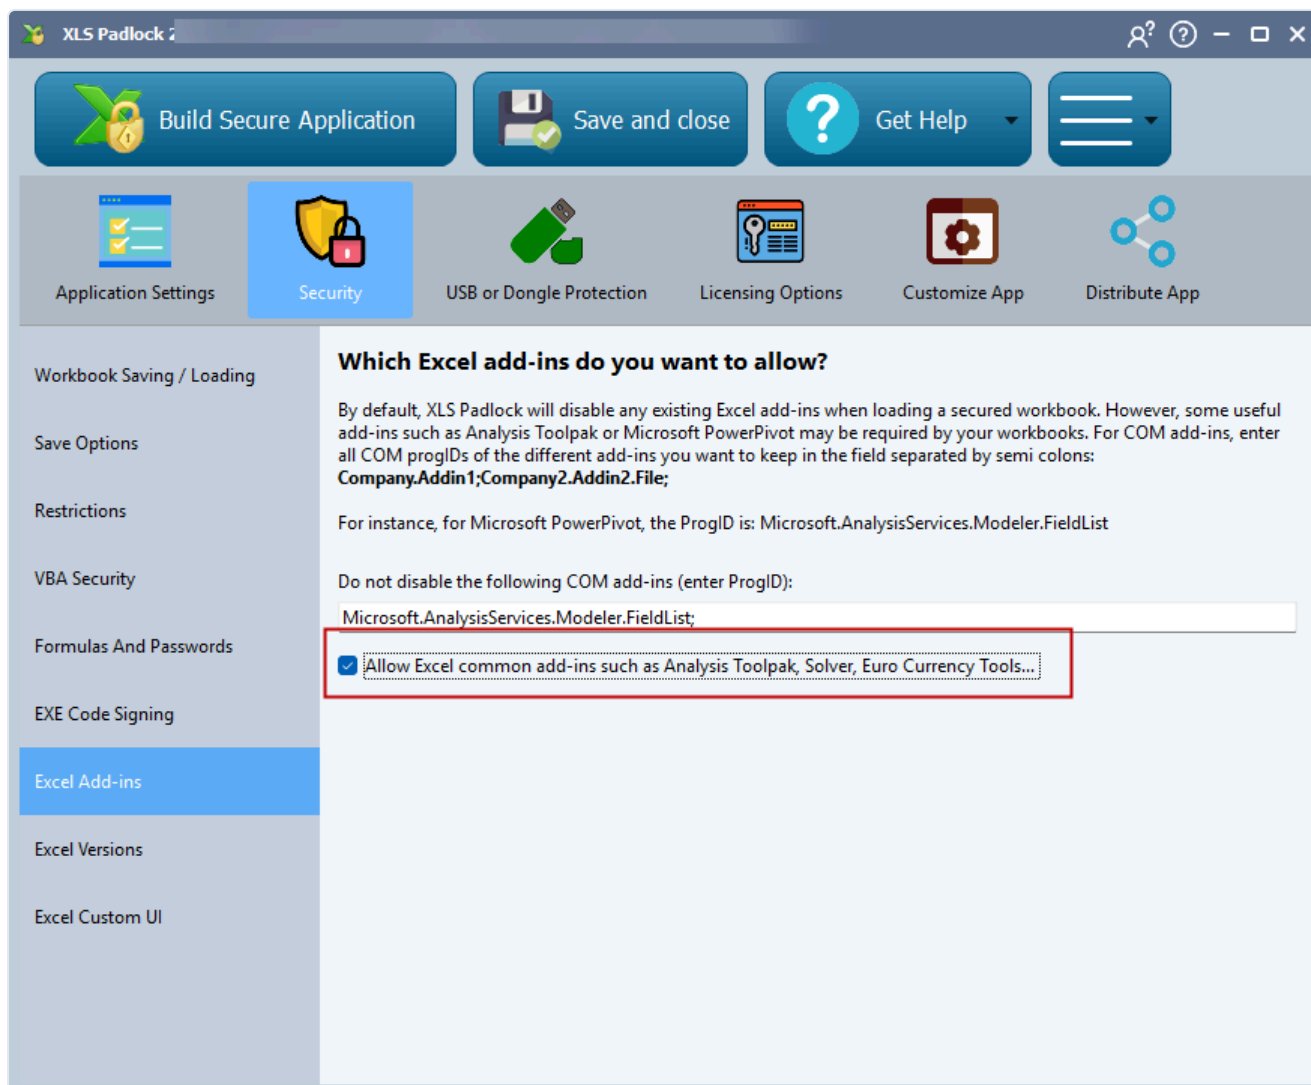 XLS Padlock
Build Secure Application
Save and close
Get Help
Application Settings
Security
USB or Dongle Protection
Licensing Options
Customize App
Distribute App
Workbook Saving / Loading
Save Options
Restrictions
VBA Security
Formulas And Passwords
EXE Code Signing
Excel Add-ins
Excel Versions
Excel Custom UI
Which Excel add-ins do you want to allow?
By default, XLS Padlock will disable any existing Excel add-ins when loading a secured workbook. However, some useful
add-ins such as Analysis Toolpak or Microsoft PowerPivot may be required by your workbooks. For COM add-ins, enter
all COM progIDs of the different add-ins you want to keep in the field separated by semi colons:
Company.Addin1;Company2.Addin2.File;
For instance, for Microsoft PowerPivot, the ProgID is: Microsoft.AnalysisServices.Modeler.FieldList
Do not disable the following COM add-ins (enter ProgID):
Microsoft.AnalysisServices.Modeler.FieldList;
Allow Excel common add-ins such as Analysis Toolpak, Solver, Euro Currency Tools...